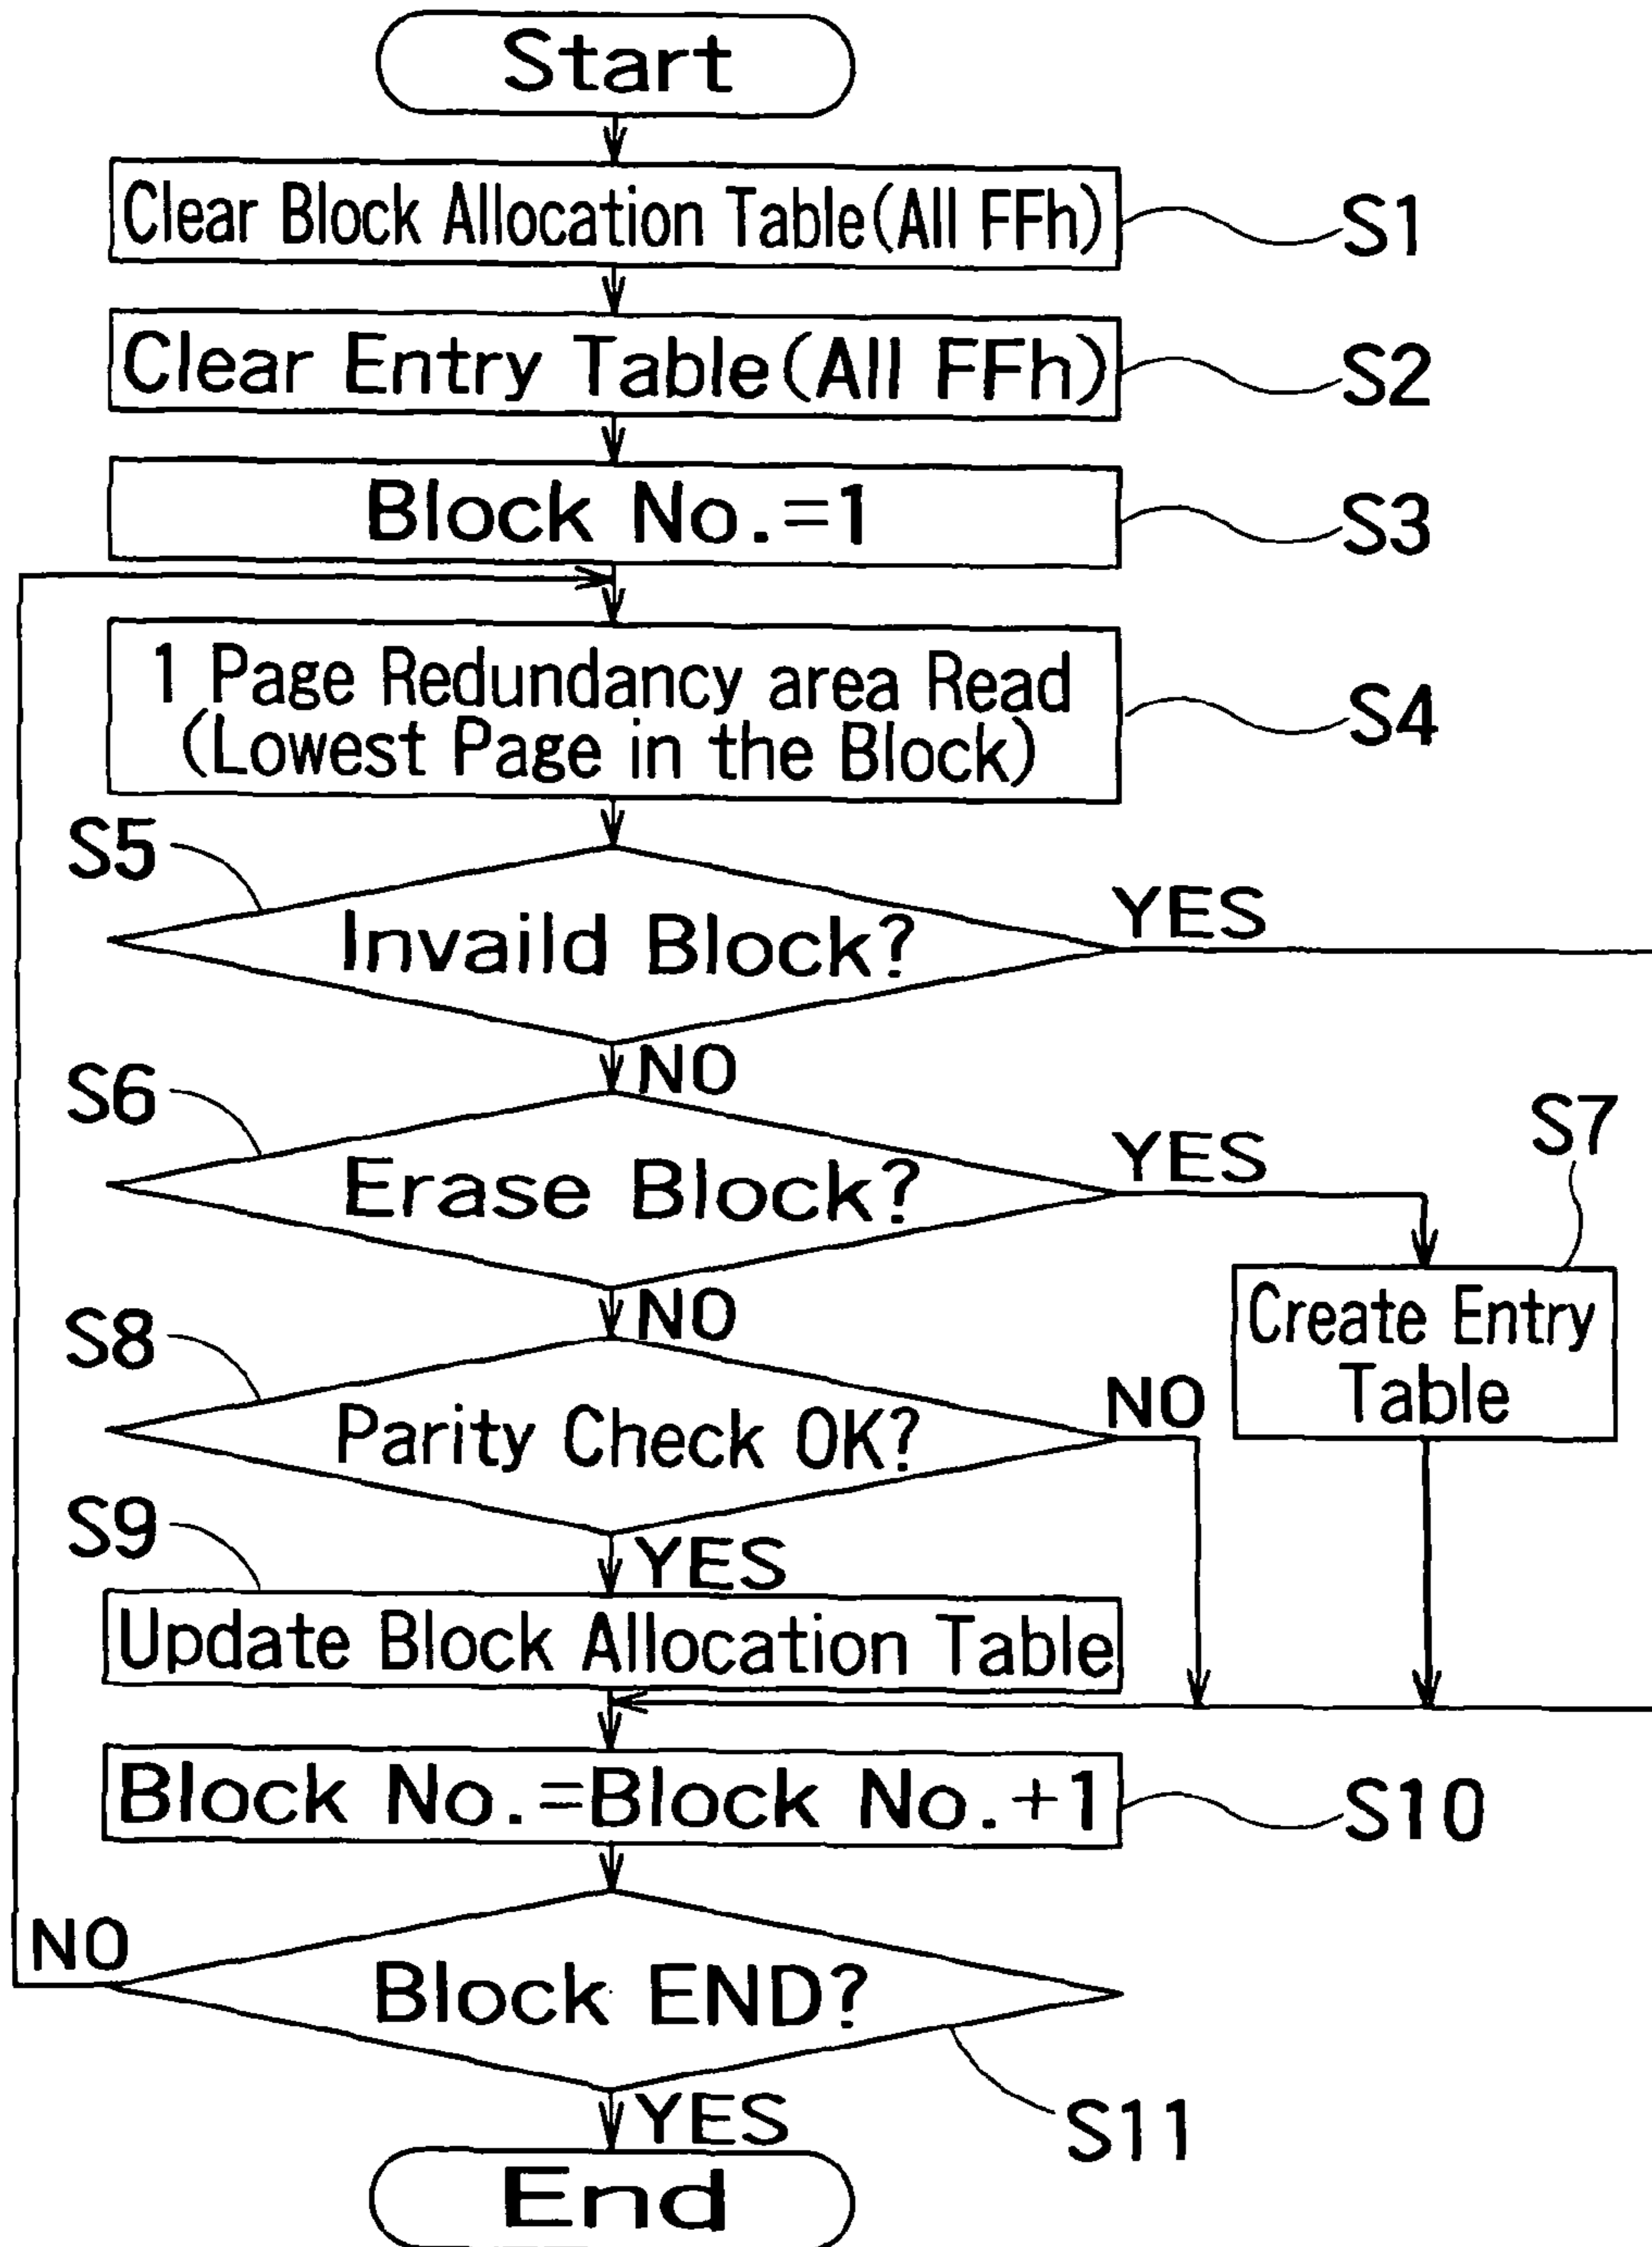 Start
Clear Block Allocation Table(All FFh)
S1
Clear Entry Table(All FFh)
S2
Block No.=1
S3
1 Page Redundancy area Read
(Lowest Page in the Block)
S4
S5
Invaild Block?
YES
NO
S6
Erase Block?
YES
S7
Create Entry
Table
NO
S8
Parity Check OK?
NO
YES
S9
Update Block Allocation Table
Block No.=Block No.+1
S10
NO
Block END?
S11
YES
End